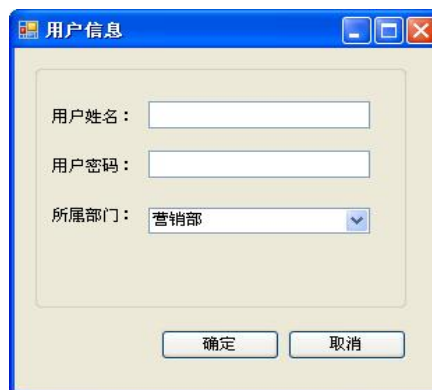 用户信息
用户姓名：
用户密码：
所属部门： 营销部
确定 取消